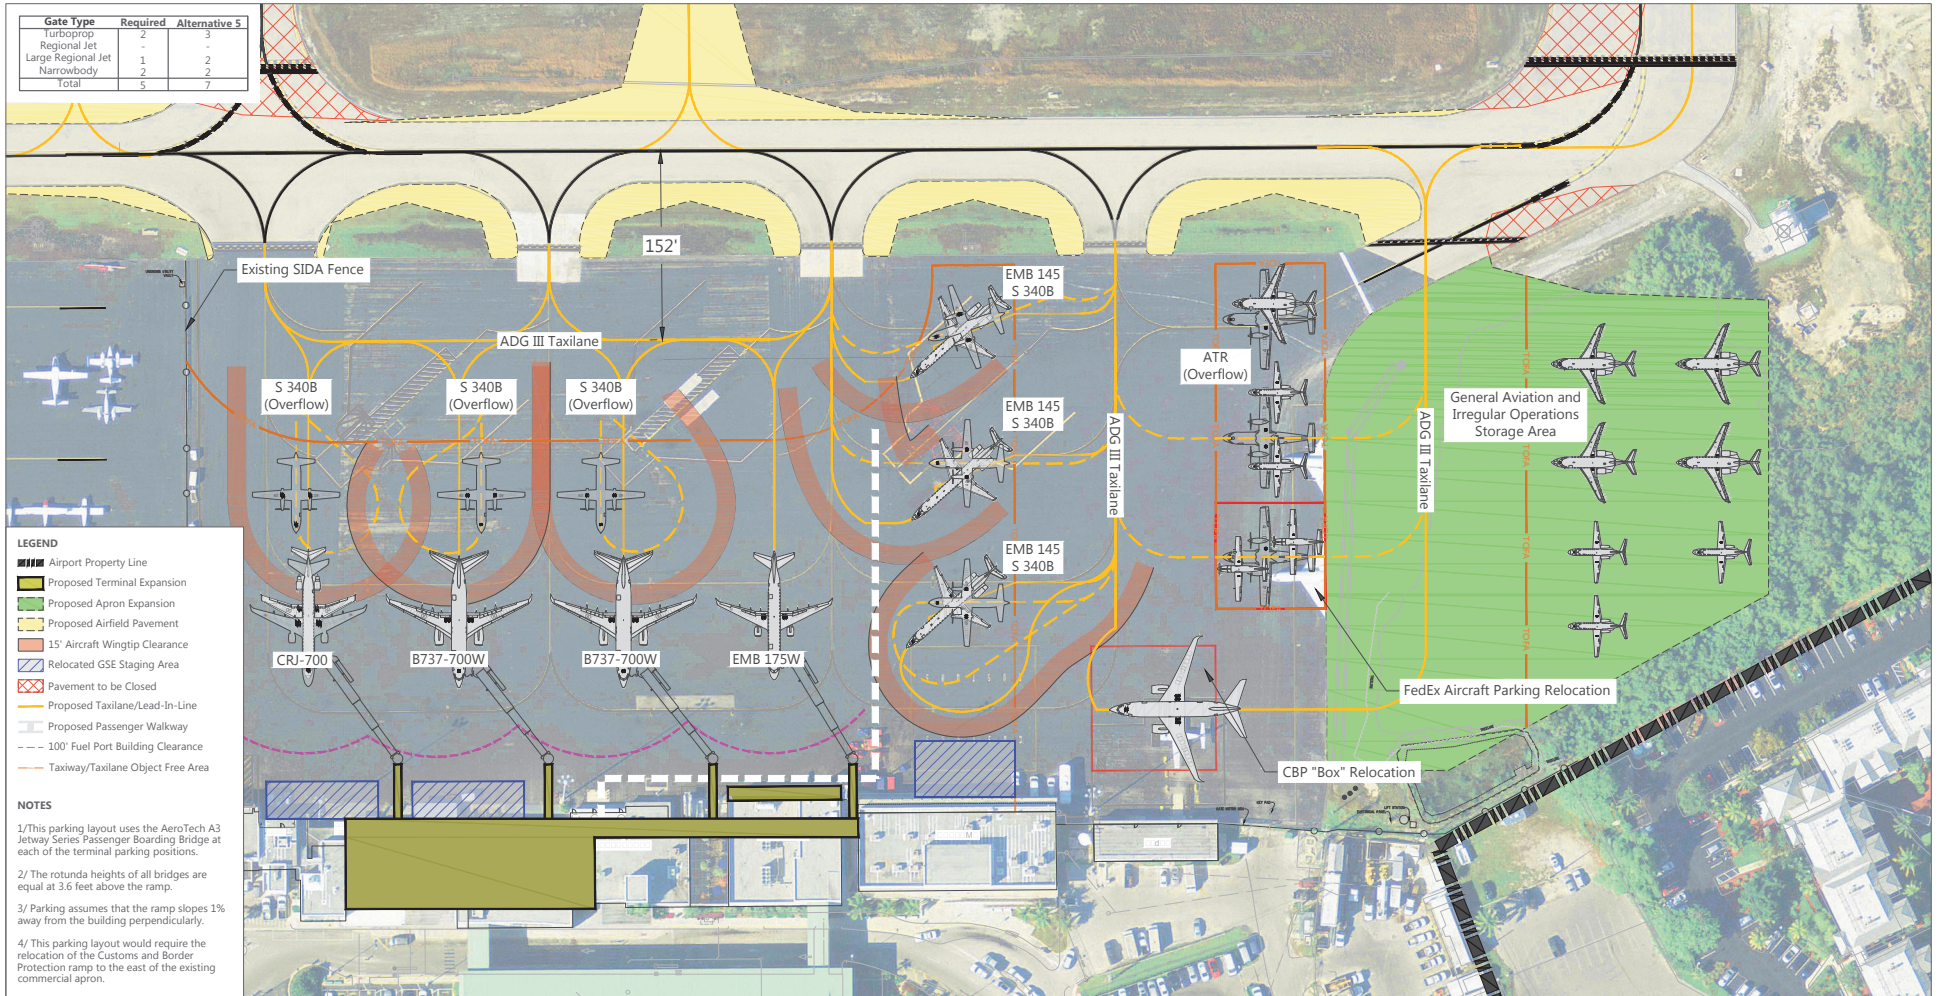 Gate Type Required Alternative 5
Turboprop 2 3
Regional Jet - -
Large Regional Jet 1 2
Narrowbody 2 2
Total 5 7
152'
Existing SIDA Fence
ADG III Taxilane
EMB 145
S 340B
S 340B
(Overflow)
S 340B
(Overflow)
S 340B
(Overflow)
ATR
(Overflow)
EMB 145
S 340B
ADG III Taxilane
ADG III Taxilane
General Aviation and
Irregular Operations
Storage Area
TOFA
TOFA
TOFA
TOFA
EMB 145
S 340B
CRJ-700
B737-700W
B737-700W
EMB 175W
FedEx Aircraft Parking Relocation
CBP "Box" Relocation
LEGEND
Airport Property Line
Proposed Terminal Expansion
Proposed Apron Expansion
Proposed Airfield Pavement
15' Aircraft Wingtip Clearance
Relocated GSE Staging Area
Pavement to be Closed
Proposed Taxilane/Lead-In-Line
Proposed Passenger Walkway
100' Fuel Port Building Clearance
Taxiway/Taxilane Object Free Area
NOTES
1/This parking layout uses the AeroTech A3
Jetway Series Passenger Boarding Bridge at
each of the terminal parking positions.
2/ The rotunda heights of all bridges are
equal at 3.6 feet above the ramp.
3/ Parking assumes that the ramp slopes 1%
away from the building perpendicularly.
4/ This parking layout would require the
relocation of the Customs and Border
Protection ramp to the east of the existing
commercial apron.